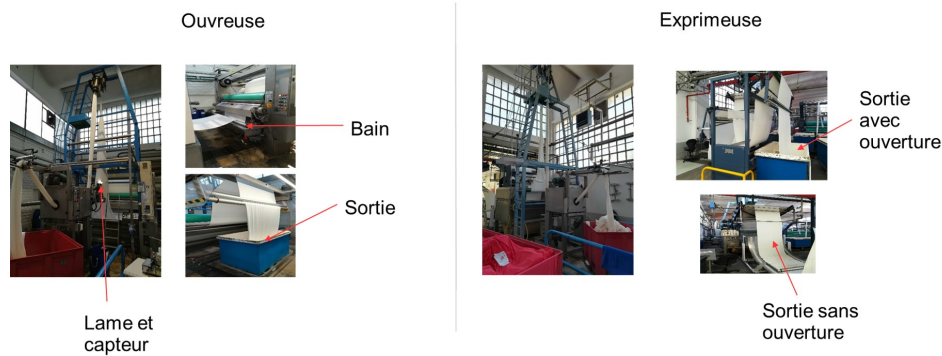 Ouvreuse
Bain
Sortie
Lame et
capteur
Exprimeuse
Sortie
avec
ouverture
Sortie sans
ouverture